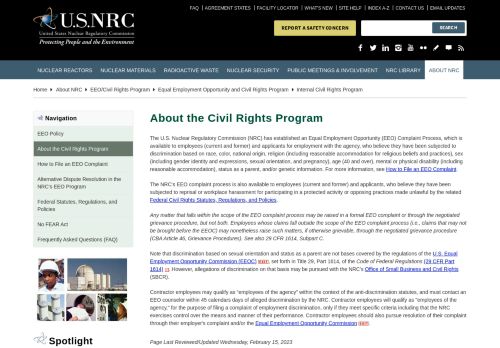 FAQ | AGREEMENT STATES | FACILITY LOCATOR | WHAT'S NEW | SITE HELP | INDEX A-Z | CONTACT US | EMAIL UPDATES
U.S.NRC
United States Nuclear Regulatory Commission
Protecting People and the Environment
REPORT A SAFETY CONCERN
SEARCH
NUCLEAR REACTORS NUCLEAR MATERIALS RADIOACTIVE WASTE NUCLEAR SECURITY PUBLIC MEETINGS & INVOLVEMENT NRC LIBRARY ABOUT NRC
Home About NRC EEO/Civil Rights Program Equal Employment Opportunity and Civil Rights Program Internal Civil Rights Program
Navigation
EEO Policy
About the Civil Rights Program
How to File an EEO Complaint
Alternative Dispute Resolution in the
NRC's EEO Program
Federal Statutes, Regulations, and
Policies
No FEAR Act
Frequently Asked Questions (FAQ)
Spotlight
About the Civil Rights Program
The U.S. Nuclear Regulatory Commission (NRC) has established an Equal Employment Opportunity (EEO) Complaint Process, which is
available to employees (current and former) and applicants for employment with the agency, who believe they have been subjected to
discrimination based on race, color, national origin, religion (including reasonable accommodation for religious beliefs and practices), sex
(including gender identity and expressions, sexual orientation, and pregnancy), age (40 and over), mental or physical disability (including
reasonable accommodation), status as a parent, and/or genetic information. For more information, see How to File an EEO Complaint.
The NRC's EEO complaint process is also available to employees (current and former) and applicants, who believe they have been
subjected to reprisal or workplace harassment for participating in a protected activity or opposing practices made unlawful by the related
Federal Civil Rights Statutes, Regulations, and Policies.
Any matter that falls within the scope of the EEO complaint process may be raised in a formal EEO complaint or through the negotiated
grievance procedure, but not both. Employees whose claims fall outside the scope of the EEO complaint process (i.e., claims that may not
be brought before the EEOC) may nonetheless raise such matters, if otherwise grievable, through the negotiated grievance procedure
(CBA Article 46, Grievance Procedures). See also 29 CFR 1614, Subpart C.
Note that discrimination based on sexual orientation and status as a parent are not bases covered by the regulations of the U.S. Equal
Employment Opportunity Commission (EEOC) EXIT, set forth in Title 29, Part 1614, of the Code of Federal Regulations (29 CFR Part
1614) . However, allegations of discrimination on that basis may be pursued with the NRC's Office of Small Business and Civil Rights
(SBCR).
Contractor employees may qualify as "employees of the agency" within the context of the anti-discrimination statutes, and must contact an
EEO counselor within 45 calendars days of alleged discrimination by the NRC. Contractor employees will qualify as "employees of the
agency," for the purpose of filing a complaint of employment discrimination, only if they meet specific criteria including that the NRC
exercises control over the means and manner of their performance. Contractor employees should also pursue resolution of their complaint
through their employer's complaint and/or the Equal Employment Opportunity Commission EXIT.
Page Last Reviewed/Updated Wednesday, February 15, 2023